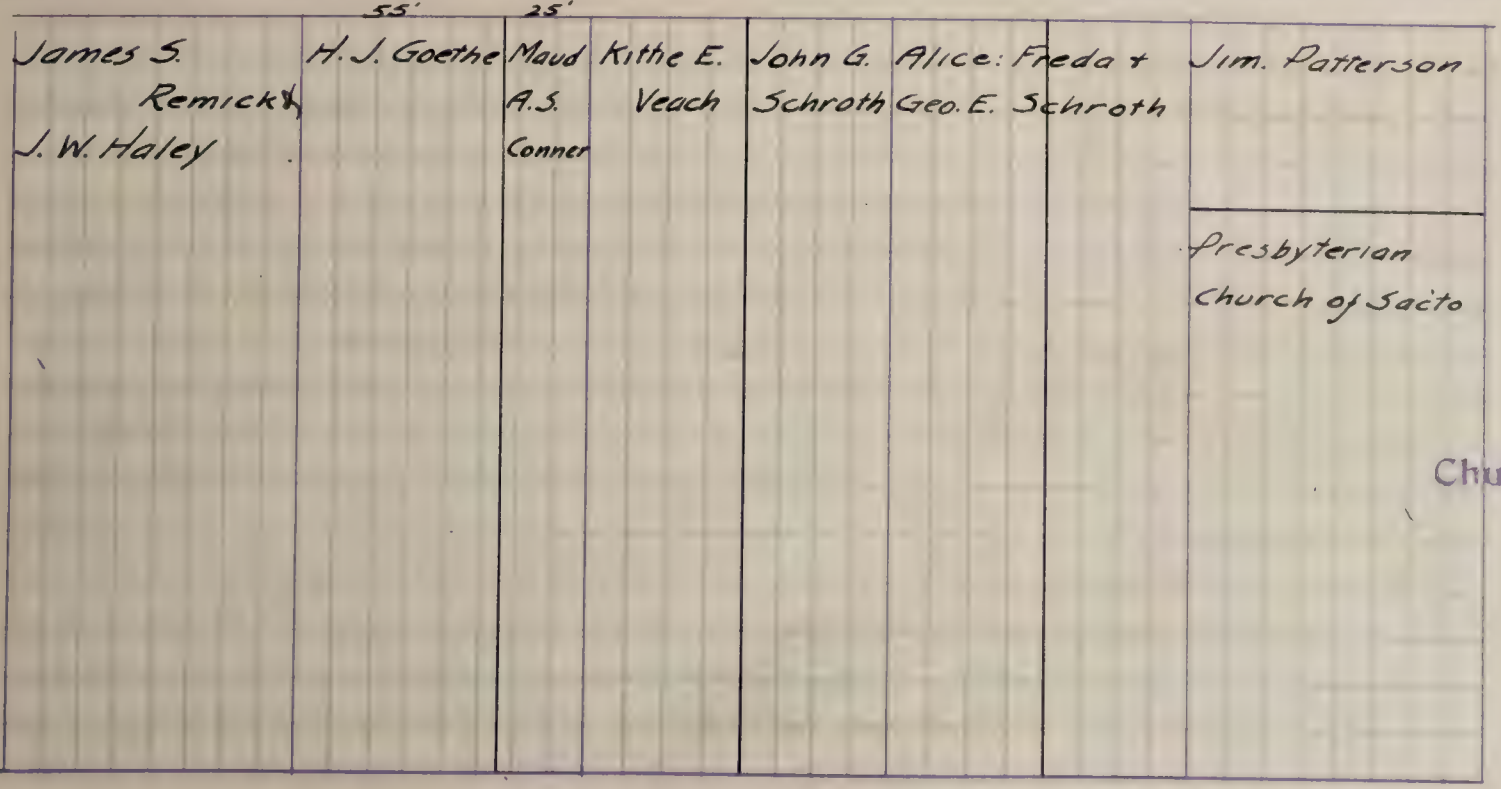 55'
25'
James S.
Remick &
J. W. Haley
H. J. Goethe
Maud
A.S.
Conner
Kithe E.
Veach
John G.
Schroth
Alice: Freda &
Geo. E. Schroth
Jim. Patterson
Presbyterian
Church of Sacto
Chu